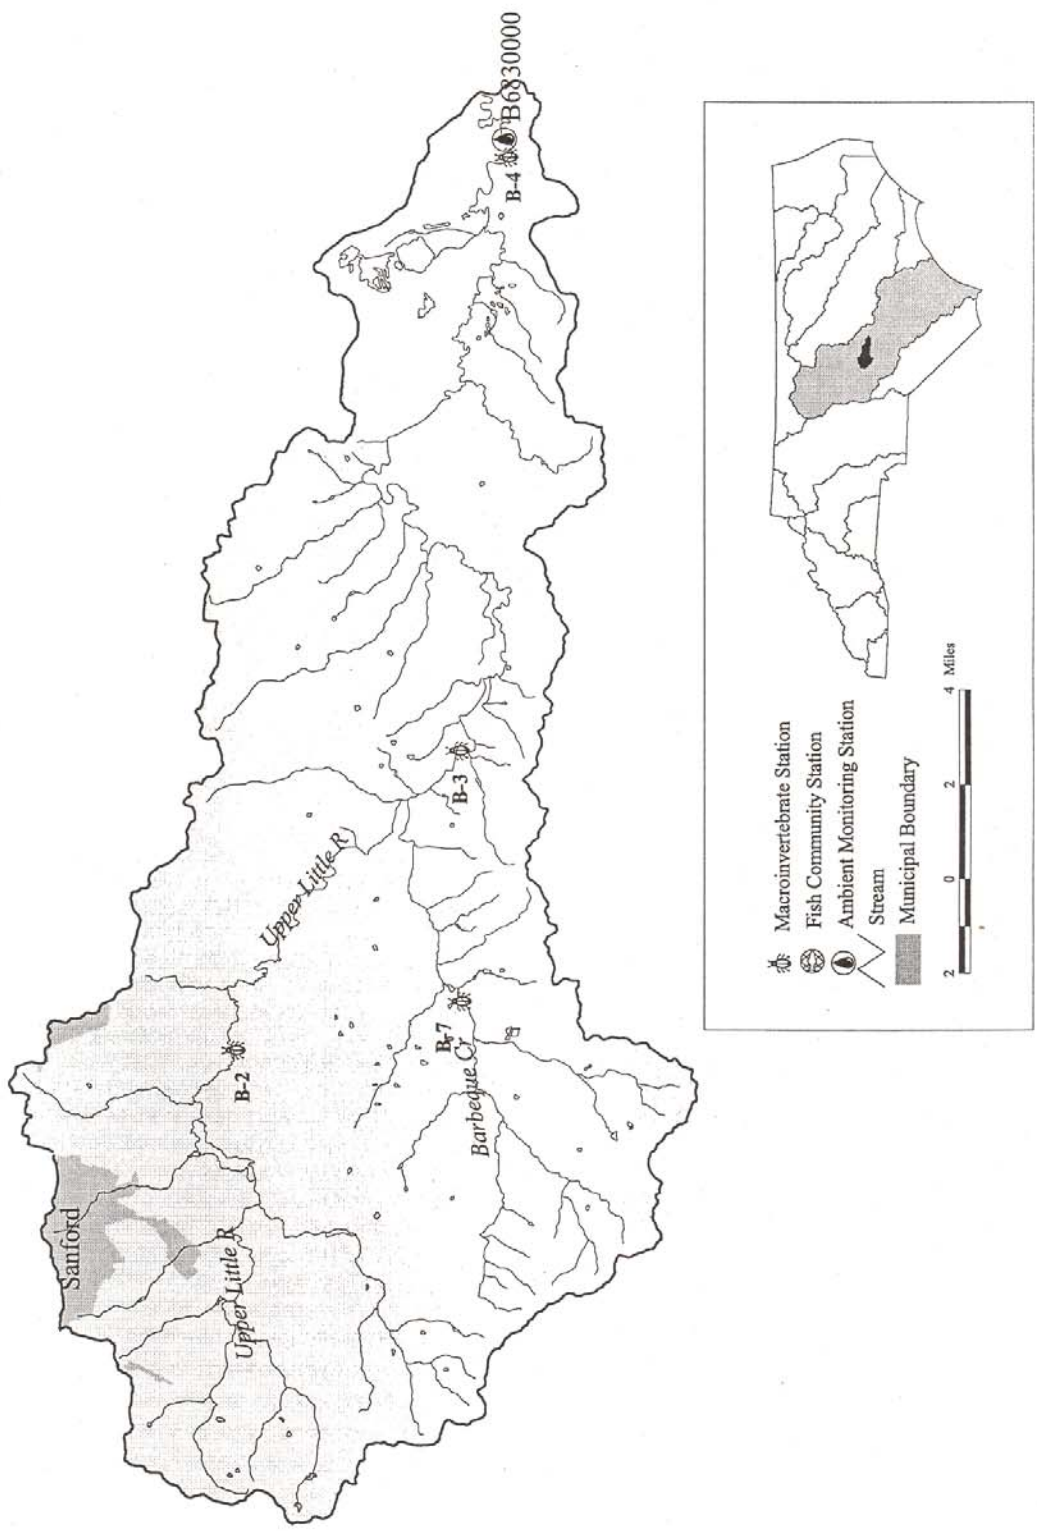 Sanford
Upper Little R
B-2
Upper Little R
Barbeque Cr
B-7
B-3
B-4
B6830000
Macroinvertebrate Station
Fish Community Station
Ambient Monitoring Station
Stream
Municipal Boundary
2 0 2 4 Miles